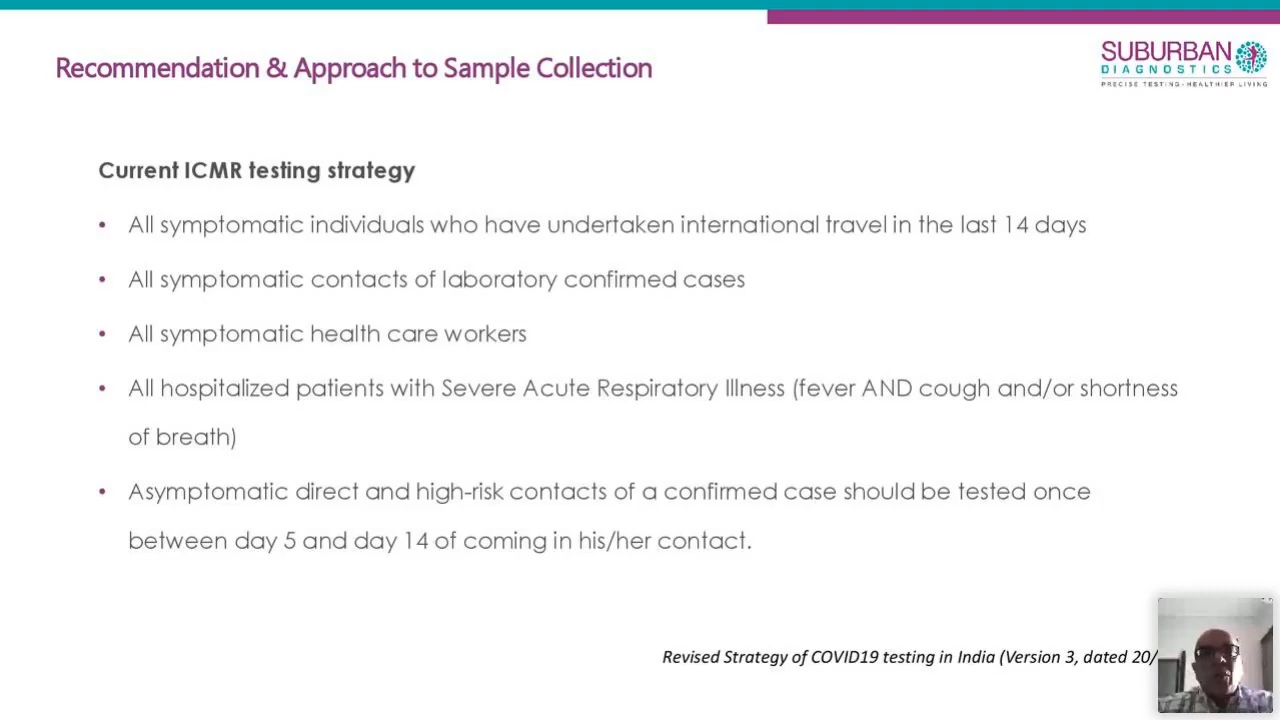 Recommendation & Approach to Sample Collection
SUBURBAN
DIAGNOSTICS
PRECISE TESTING-HEALTHIER LIVING
Current ICMR testing strategy
• All symptomatic individuals who have undertaken international travel in the last 14 days
• All symptomatic contacts of laboratory confirmed cases
• All symptomatic health care workers
• All hospitalized patients with Severe Acute Respiratory Illness (fever AND cough and/or shortness
of breath)
• Asymptomatic direct and high-risk contacts of a confirmed case should be tested once
between day 5 and day 14 of coming in his/her contact.
Revised Strategy of COVID19 testing in India (Version 3, dated 20/